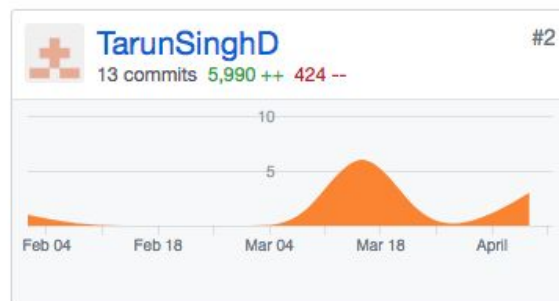 TarunSinghD
#2
13 commits 5,990 ++ 424 --
10
5
Feb 04 Feb 18 Mar 04 Mar 18 April